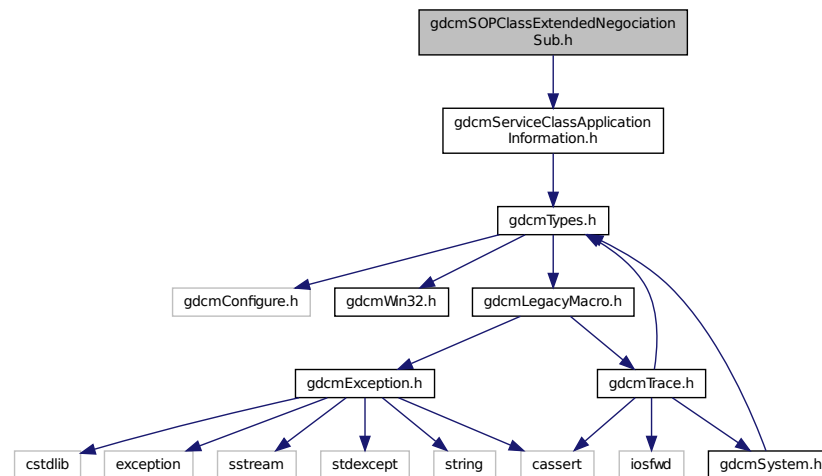 gdcmSOPClassExtendedNegociation
Sub.h
gdcmServiceClassApplication
Information.h
gdcmTypes.h
gdcmConfigure.h
gdcmWin32.h
gdcmLegacyMacro.h
gdcmException.h
gdcmTrace.h
cstdlib
exception
sstream
stdexcept
string
cassert
iosfwd
gdcmSystem.h